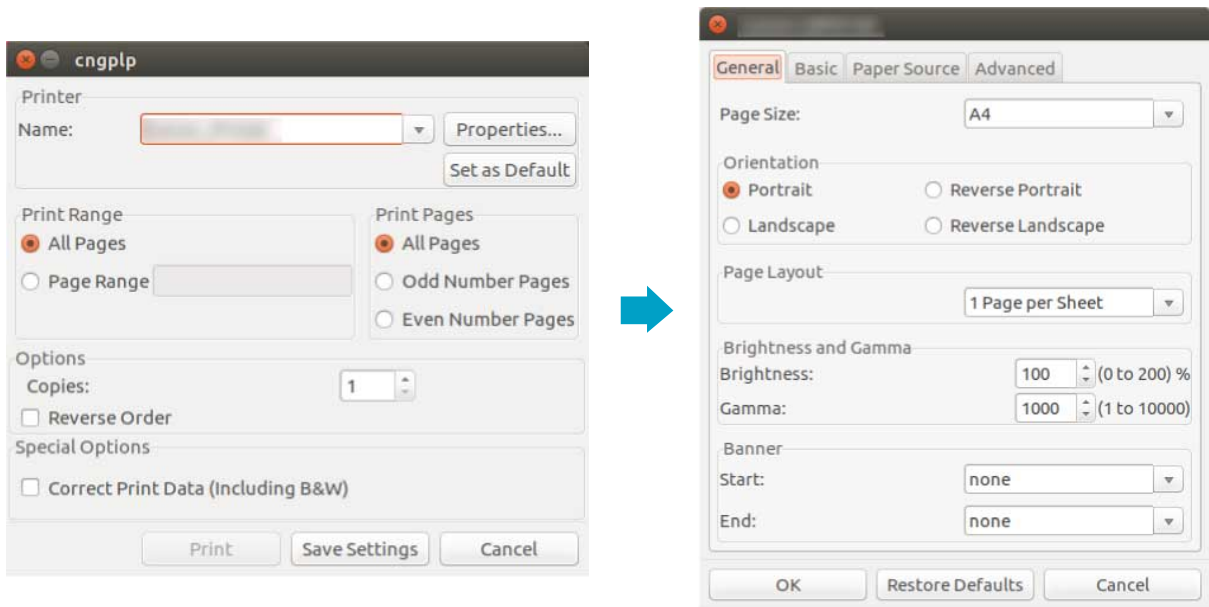 cngplp
Printer
Name:
Properties...
Set as Default
Print Range
All Pages
Page Range
Print Pages
All Pages
Odd Number Pages
Even Number Pages
Options
Copies: 1
Reverse Order
Special Options
Correct Print Data (Including B&W)
Print Save Settings Cancel
General Basic Paper Source Advanced
Page Size: A4
Orientation
Portrait Reverse Portrait
Landscape Reverse Landscape
Page Layout
1 Page per Sheet
Brightness and Gamma
Brightness: 100 (0 to 200) %
Gamma: 1000 (1 to 10000)
Banner
Start: none
End: none
OK Restore Defaults Cancel